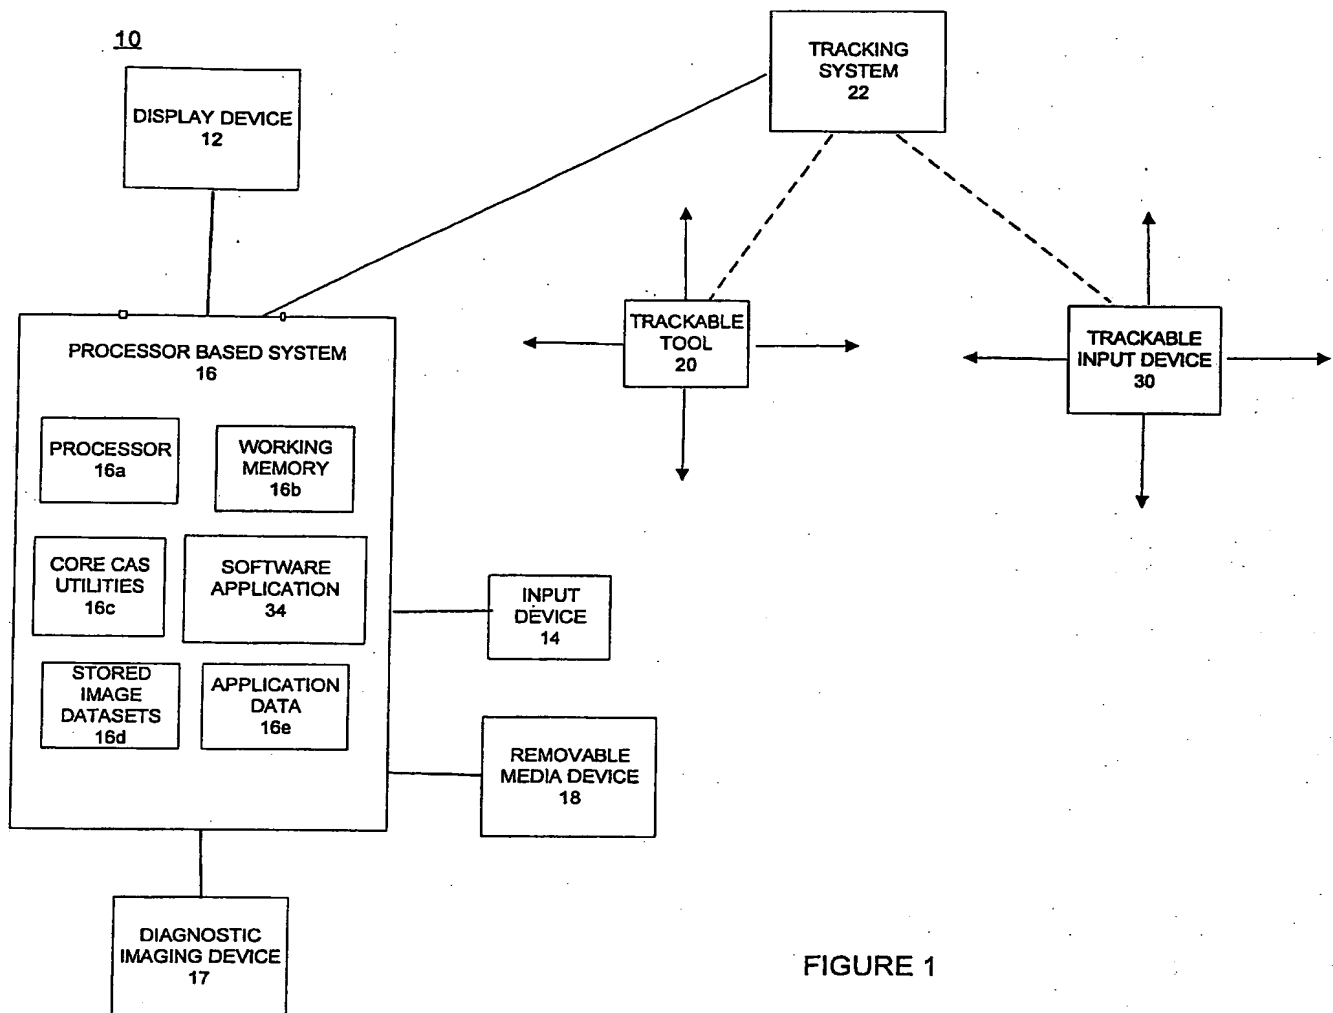 10
DISPLAY DEVICE
12
TRACKING
SYSTEM
22
TRACKABLE
TOOL
20
TRACKABLE
INPUT DEVICE
30
PROCESSOR BASED SYSTEM
16
PROCESSOR
16a
WORKING
MEMORY
16b
CORE CAS
UTILITIES
16c
SOFTWARE
APPLICATION
34
STORED
IMAGE
DATASETS
16d
APPLICATION
DATA
16e
INPUT
DEVICE
14
REMOVABLE
MEDIA DEVICE
18
DIAGNOSTIC
IMAGING DEVICE
17
FIGURE 1